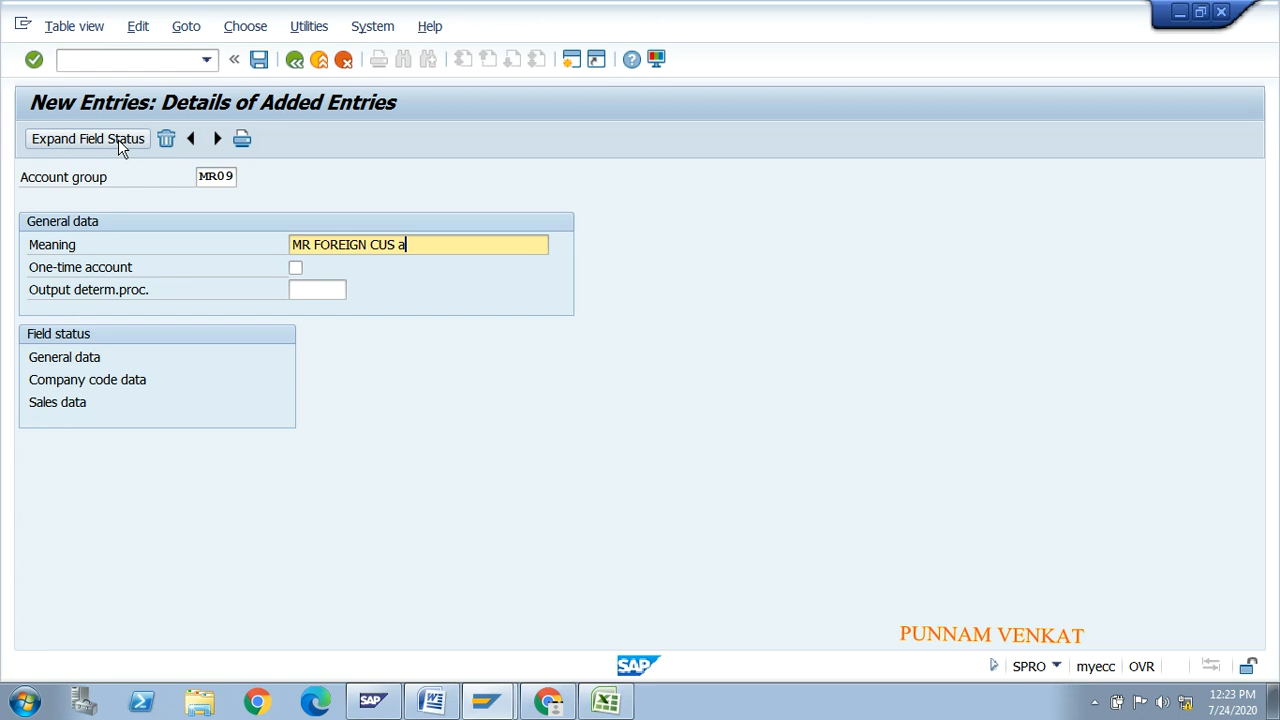 Table view Edit Goto Choose Utilities System Help
New Entries: Details of Added Entries
Expand Field Status
Account group MR09
General data
Meaning MR FOREIGN CUS a
One-time account
Output determ.proc.
Field status
General data
Company code data
Sales data
PUNNAM VENKAT
SAP SPRO myecc OVR
SAP 12:23 PM
7/24/2020